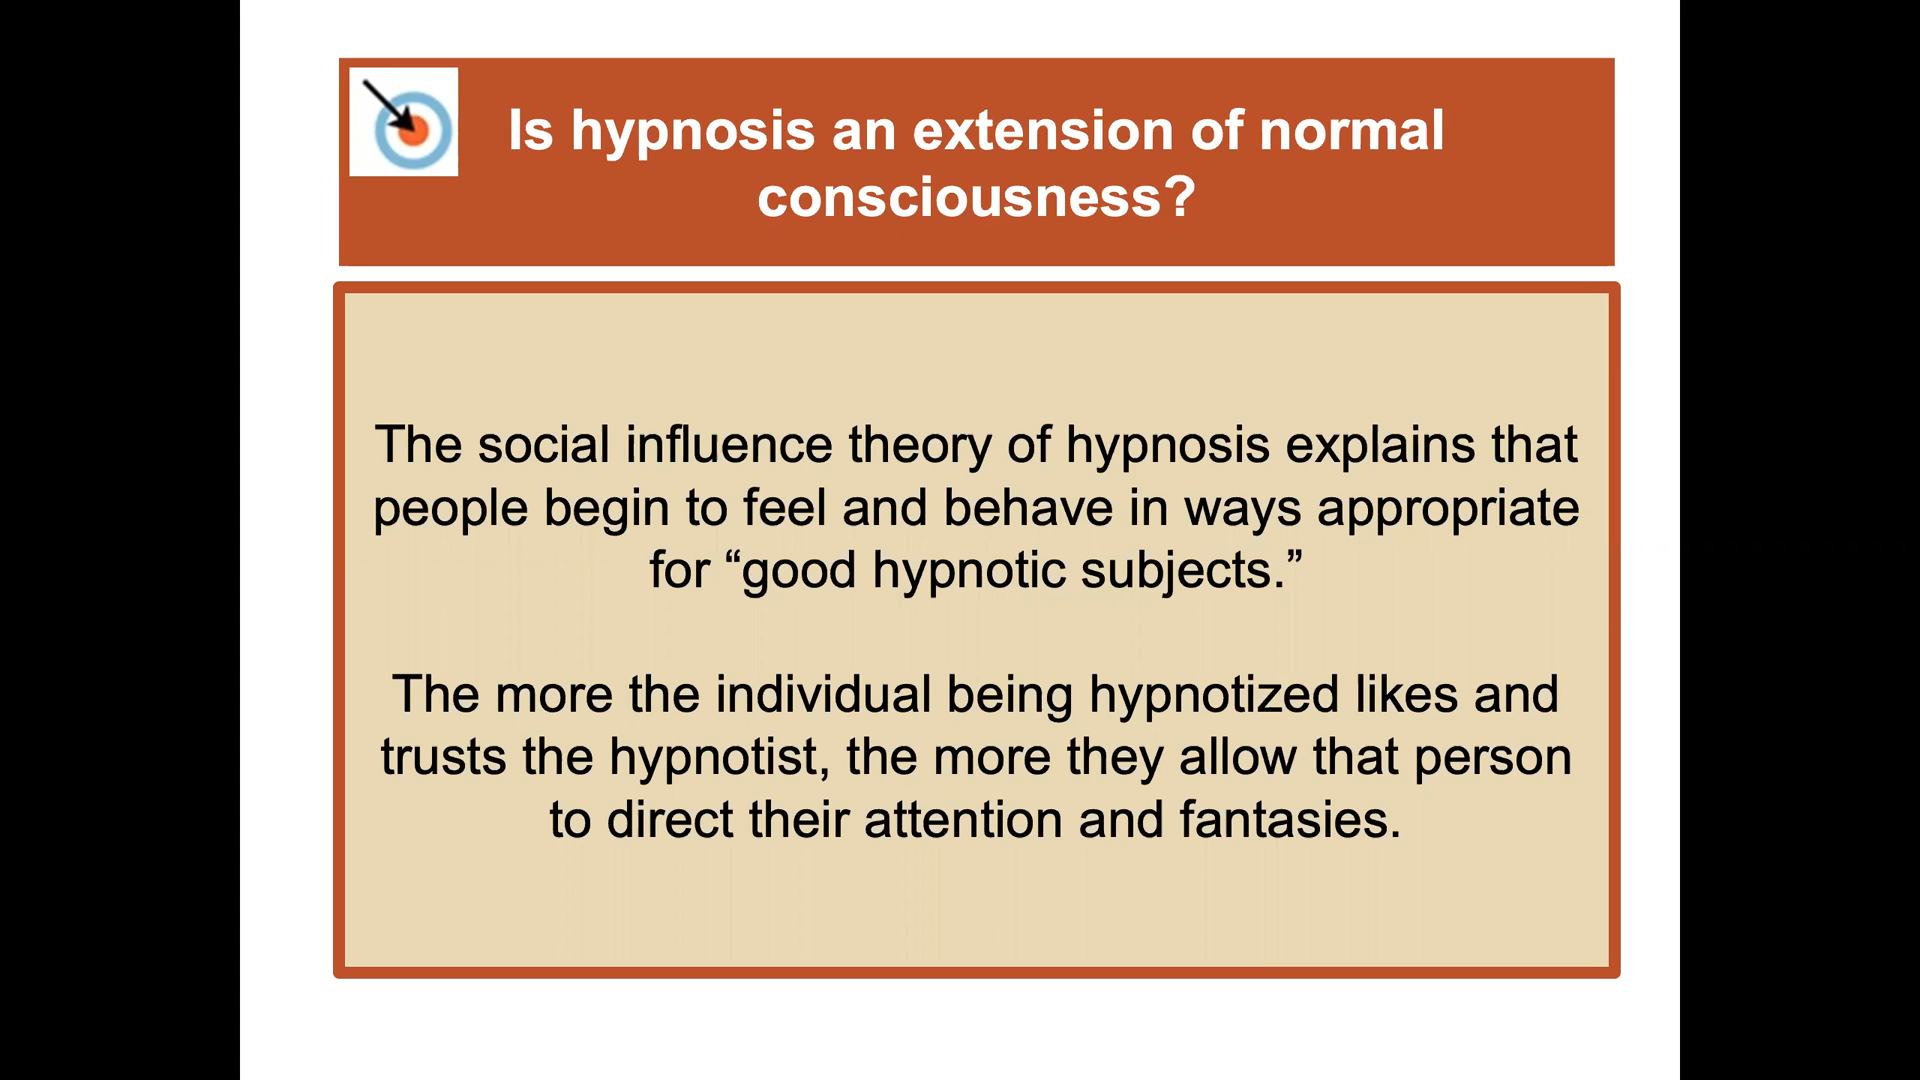 Is hypnosis an extension of normal
consciousness?
The social influence theory of hypnosis explains that
people begin to feel and behave in ways appropriate
for “good hypnotic subjects.”
The more the individual being hypnotized likes and
trusts the hypnotist, the more they allow that person
to direct their attention and fantasies.